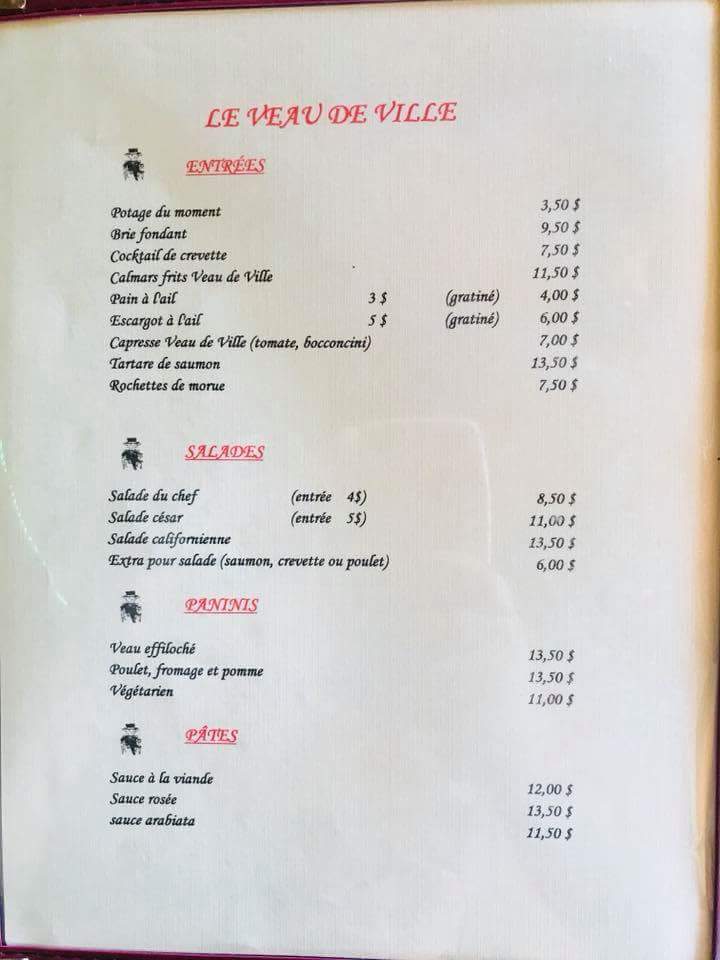 LE VEAU DE VILLE
ENTRÉES
Potage du moment 3,50 $
Brie fondant 9,50 $
Cocktail de crevette 7,50 $
Calmars frits Veau de Ville 11,50 $
Pain à l'ail 3 $ (gratiné) 4,00 $
Escargot à l'ail 5 $ (gratiné) 6,00 $
Capresse Veau de Ville (tomate, bocconcini) 7,00 $
Tartare de saumon 13,50 $
Rochettes de morue 7,50 $
SALADES
Salade du chef (entrée 4$) 8,50 $
Salade césar (entrée 5$) 11,00 $
Salade californienne 13,50 $
Extra pour salade (saumon, crevette ou poulet) 6,00 $
PANINIS
Veau effiloché 13,50 $
Poulet, fromage et pomme 13,50 $
Végétarien 11,00 $
PÂTES
Sauce à la viande 12,00 $
Sauce rosée 13,50 $
sauce arabiata 11,50 $